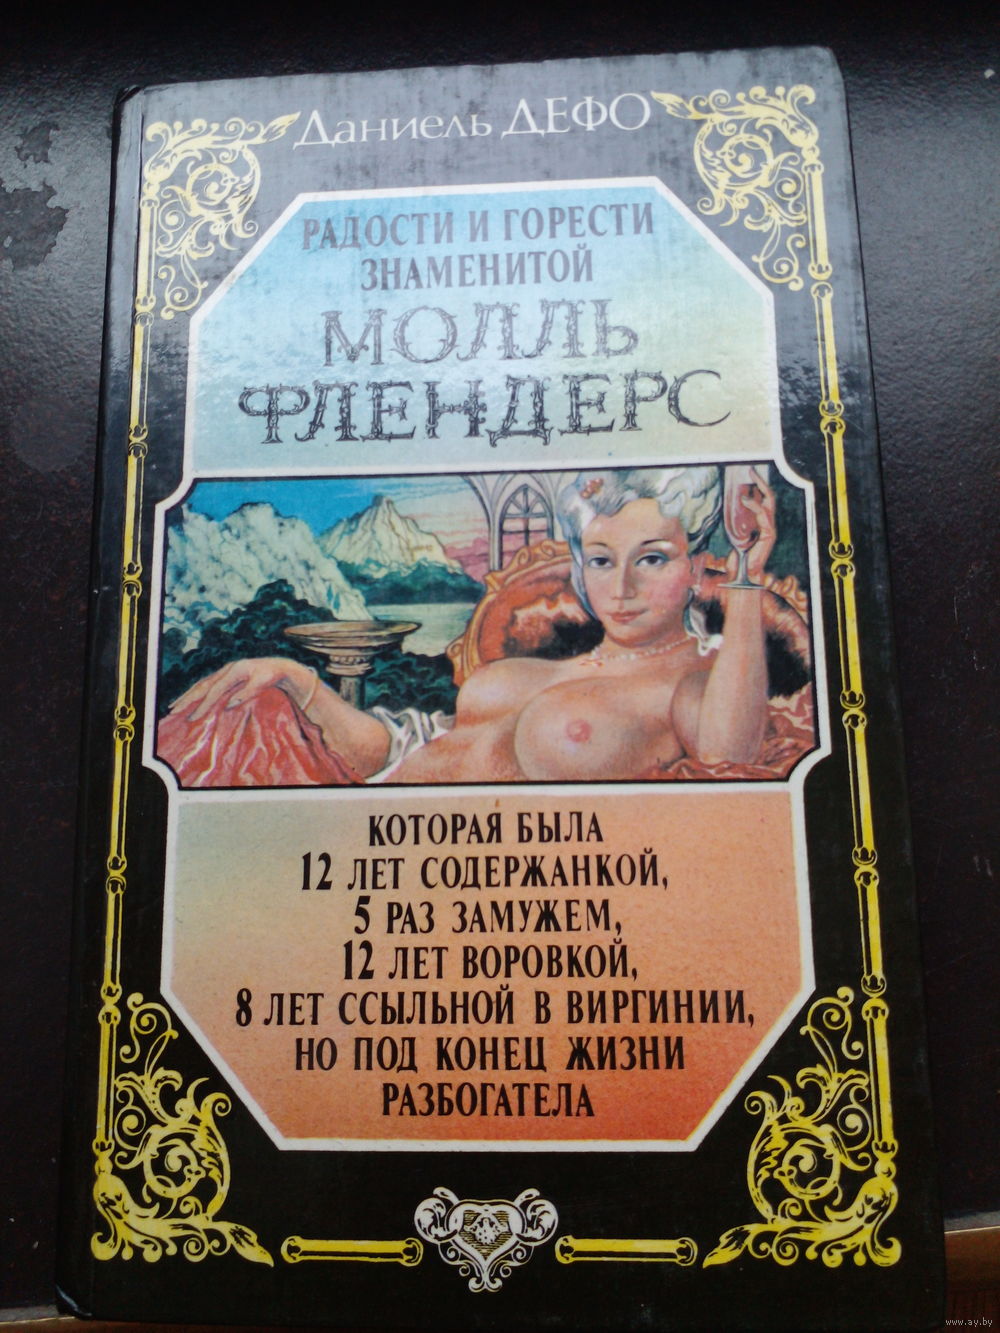 Даниель ДЕФО
РАДОСТИ И ГОРЕСТИ
ЗНАМЕНИТОЙ
МОЛЛЬ
ФЛЕНДЕРС
КОТОРАЯ БЫЛА
12 ЛЕТ СОДЕРЖАНКОЙ,
5 РАЗ ЗАМУЖЕМ,
12 ЛЕТ ВОРОВКОЙ,
8 ЛЕТ ССЫЛЬНОЙ В ВИРГИНИИ,
НО ПОД КОНЕЦ ЖИЗНИ
РАЗБОГАТЕЛА
www.ay.by